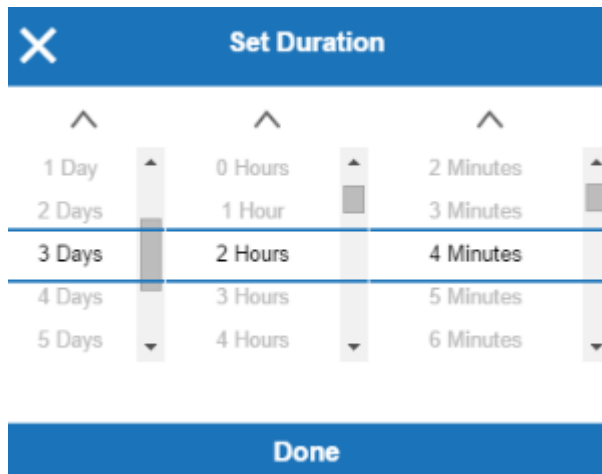 Set Duration
1 Day 0 Hours 2 Minutes
2 Days 1 Hour 3 Minutes
3 Days 2 Hours 4 Minutes
4 Days 3 Hours 5 Minutes
5 Days 4 Hours 6 Minutes
Done